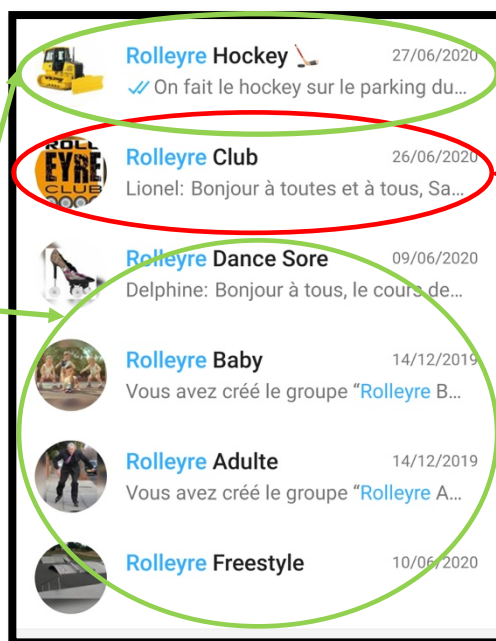 Rolleyre Hockey 🏒 27/06/2020
On fait le hockey sur le parking du...
ROLL
EYRE
CLUB
Rolleyre Club 26/06/2020
Lionel: Bonjour à toutes et à tous, Sa...
Rolleyre Dance Sore 09/06/2020
Delphine: Bonjour à tous, le cours de...
Rolleyre Baby 14/12/2019
Vous avez créé le groupe “Rolleyre B...
Rolleyre Adulte 14/12/2019
Vous avez créé le groupe “Rolleyre A...
Rolleyre Freestyle 10/06/2020